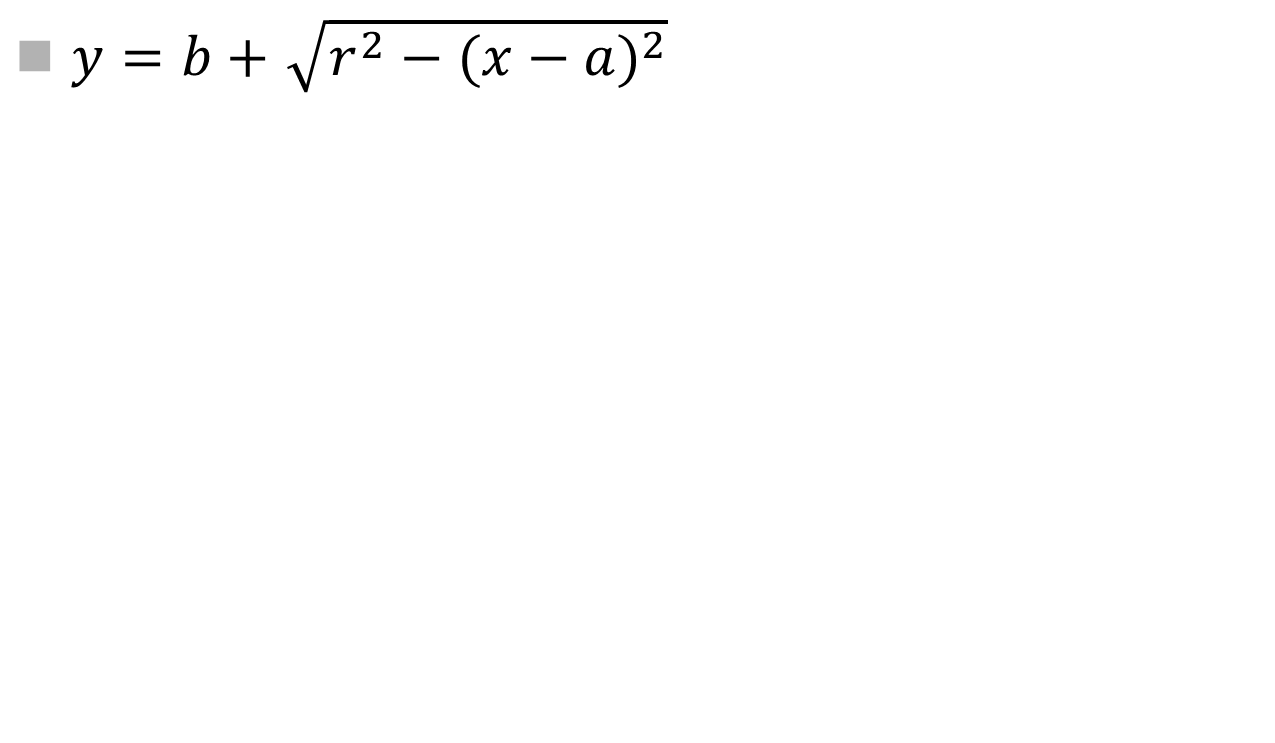 ■ y = b + √(r² − (x − a)²)